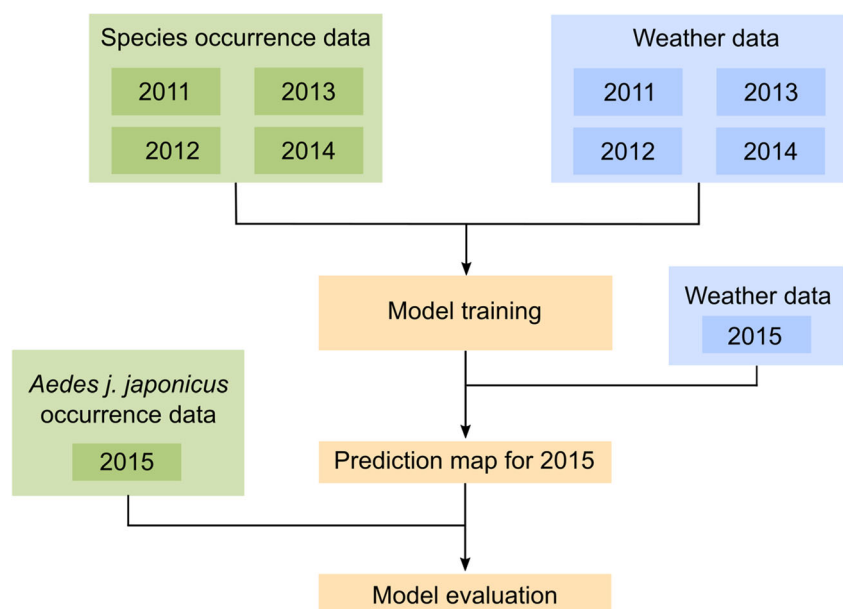 Species occurrence data
2011
2013
2012
2014
Weather data
2011
2013
2012
2014
Model training
Weather data
2015
Aedes j. japonicus
occurrence data
2015
Prediction map for 2015
Model evaluation